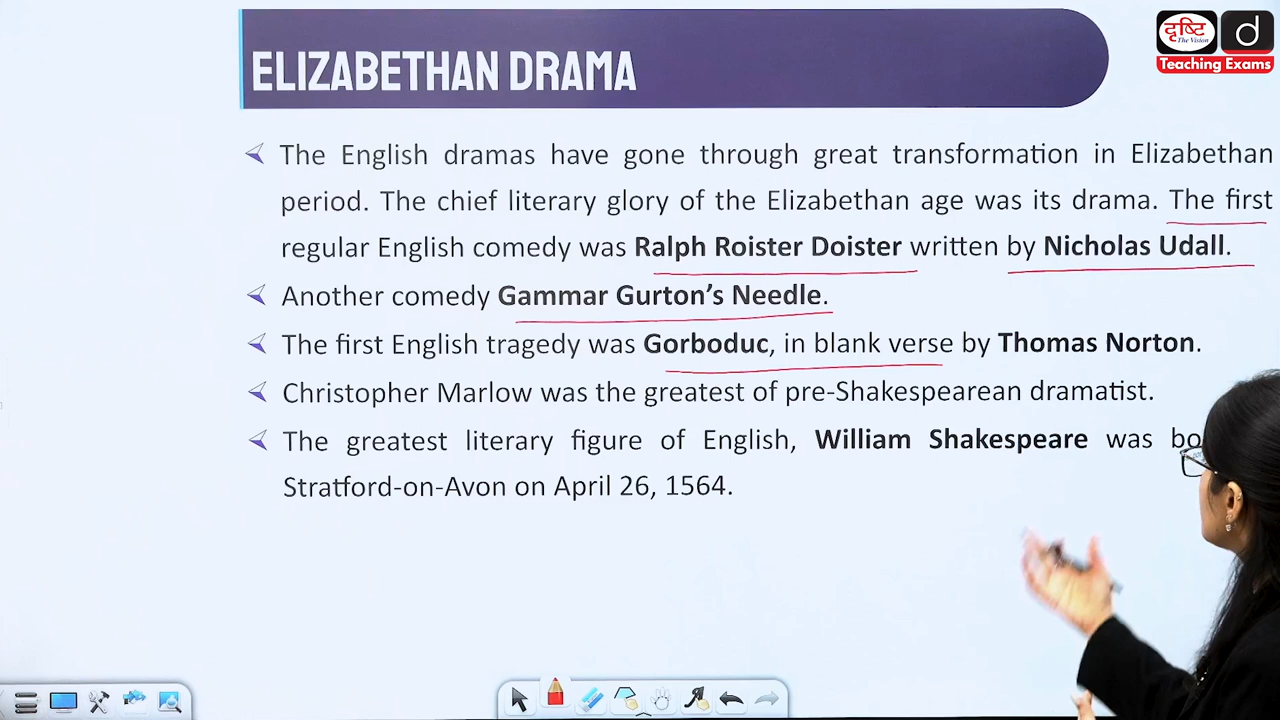 ELIZABETHAN DRAMA
दृष्टि
The Vision
d
Teaching Exams
The English dramas have gone through great transformation in Elizabethan
period. The chief literary glory of the Elizabethan age was its drama. The first
regular English comedy was Ralph Roister Doister written by Nicholas Udall.
Another comedy Gammar Gurton's Needle.
The first English tragedy was Gorboduc, in blank verse by Thomas Norton.
Christopher Marlow was the greatest of pre-Shakespearean dramatist.
The greatest literary figure of English, William Shakespeare was
Stratford-on-Avon on April 26, 1564.